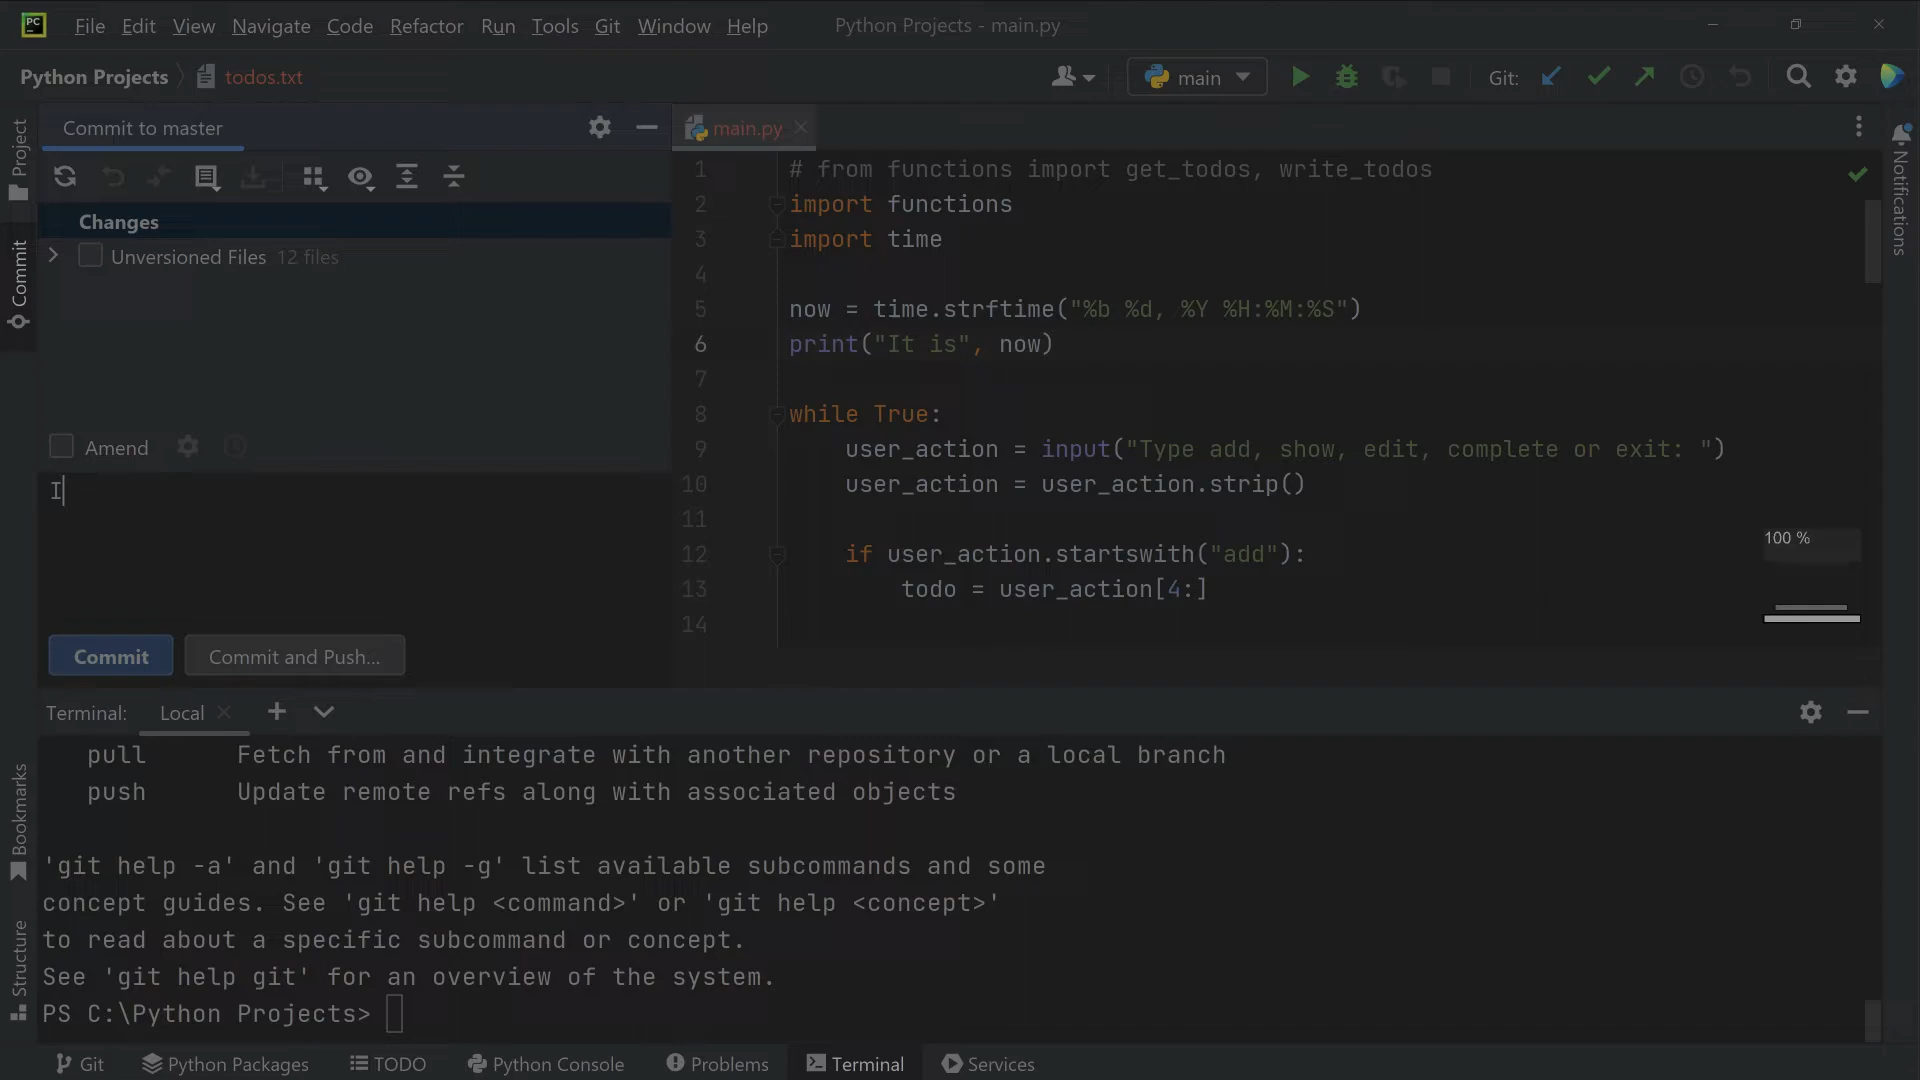 PC
File Edit View Navigate Code Refactor Run Tools Git Window Help
Python Projects - main.py
Python Projects
todos.txt
main
Git:
Project
Commit
Bookmarks
Structure
Commit to master
Changes
Unversioned Files 12 files
Amend
Commit
Commit and Push...
main.py
1 # from functions import get_todos, write_todos
2 import functions
3 import time
4
5 now = time.strftime("%b %d, %Y %H:%M:%S")
6 print("It is", now)
7
8 while True:
9 user_action = input("Type add, show, edit, complete or exit: ")
10 user_action = user_action.strip()
11
12 if user_action.startswith("add"):
13 todo = user_action[4:]
14
100 %
Notifications
Terminal: Local
pull Fetch from and integrate with another repository or a local branch
push Update remote refs along with associated objects
'git help -a' and 'git help -g' list available subcommands and some
concept guides. See 'git help <command>' or 'git help <concept>'
to read about a specific subcommand or concept.
See 'git help git' for an overview of the system.
PS C:\Python Projects>
Git Python Packages TODO Python Console Problems Terminal Services